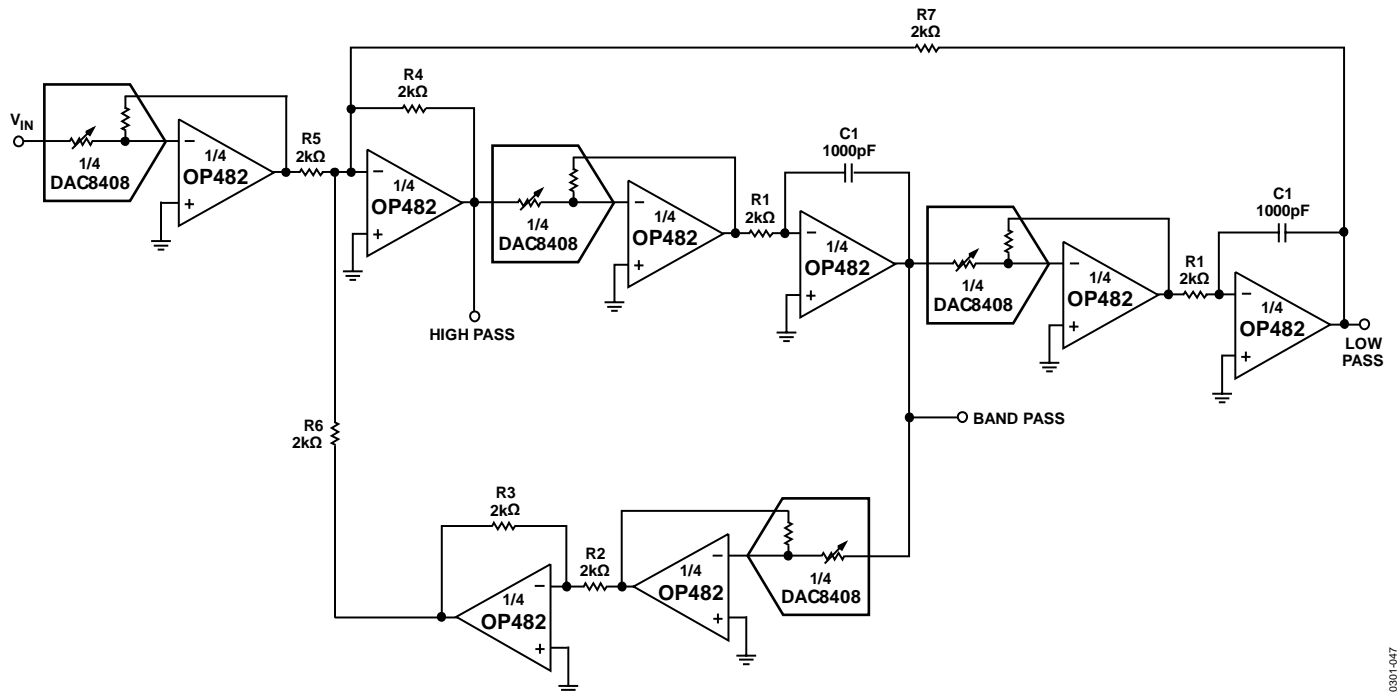 R7
2kΩ
R4
2kΩ
VIN
1/4
DAC8408
1/4
OP482
R5
2kΩ
1/4
OP482
1/4
DAC8408
1/4
OP482
R1
2kΩ
C1
1000pF
1/4
OP482
1/4
DAC8408
1/4
OP482
R1
2kΩ
C1
1000pF
1/4
OP482
HIGH PASS
LOW
PASS
BAND PASS
R6
2kΩ
R3
2kΩ
1/4
OP482
R2
2kΩ
1/4
OP482
1/4
DAC8408
0301-047